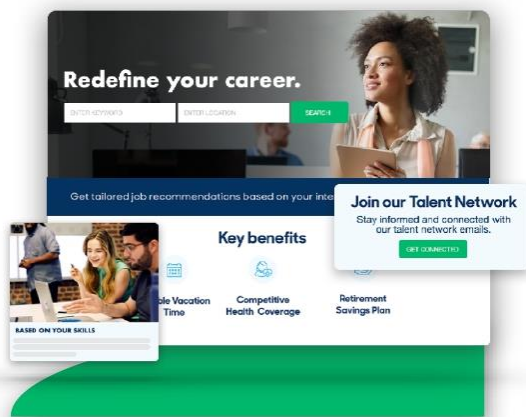 Redefine your career.
ENTER KEYWORD
ENTER LOCATION
SEARCH
Get tailored job recommendations based on your inte
Join our Talent Network
Stay informed and connected with
our talent network emails.
GET CONNECTED
Key benefits
ble Vacation
Time
Competitive
Health Coverage
Retirement
Savings Plan
BASED ON YOUR SKILLS